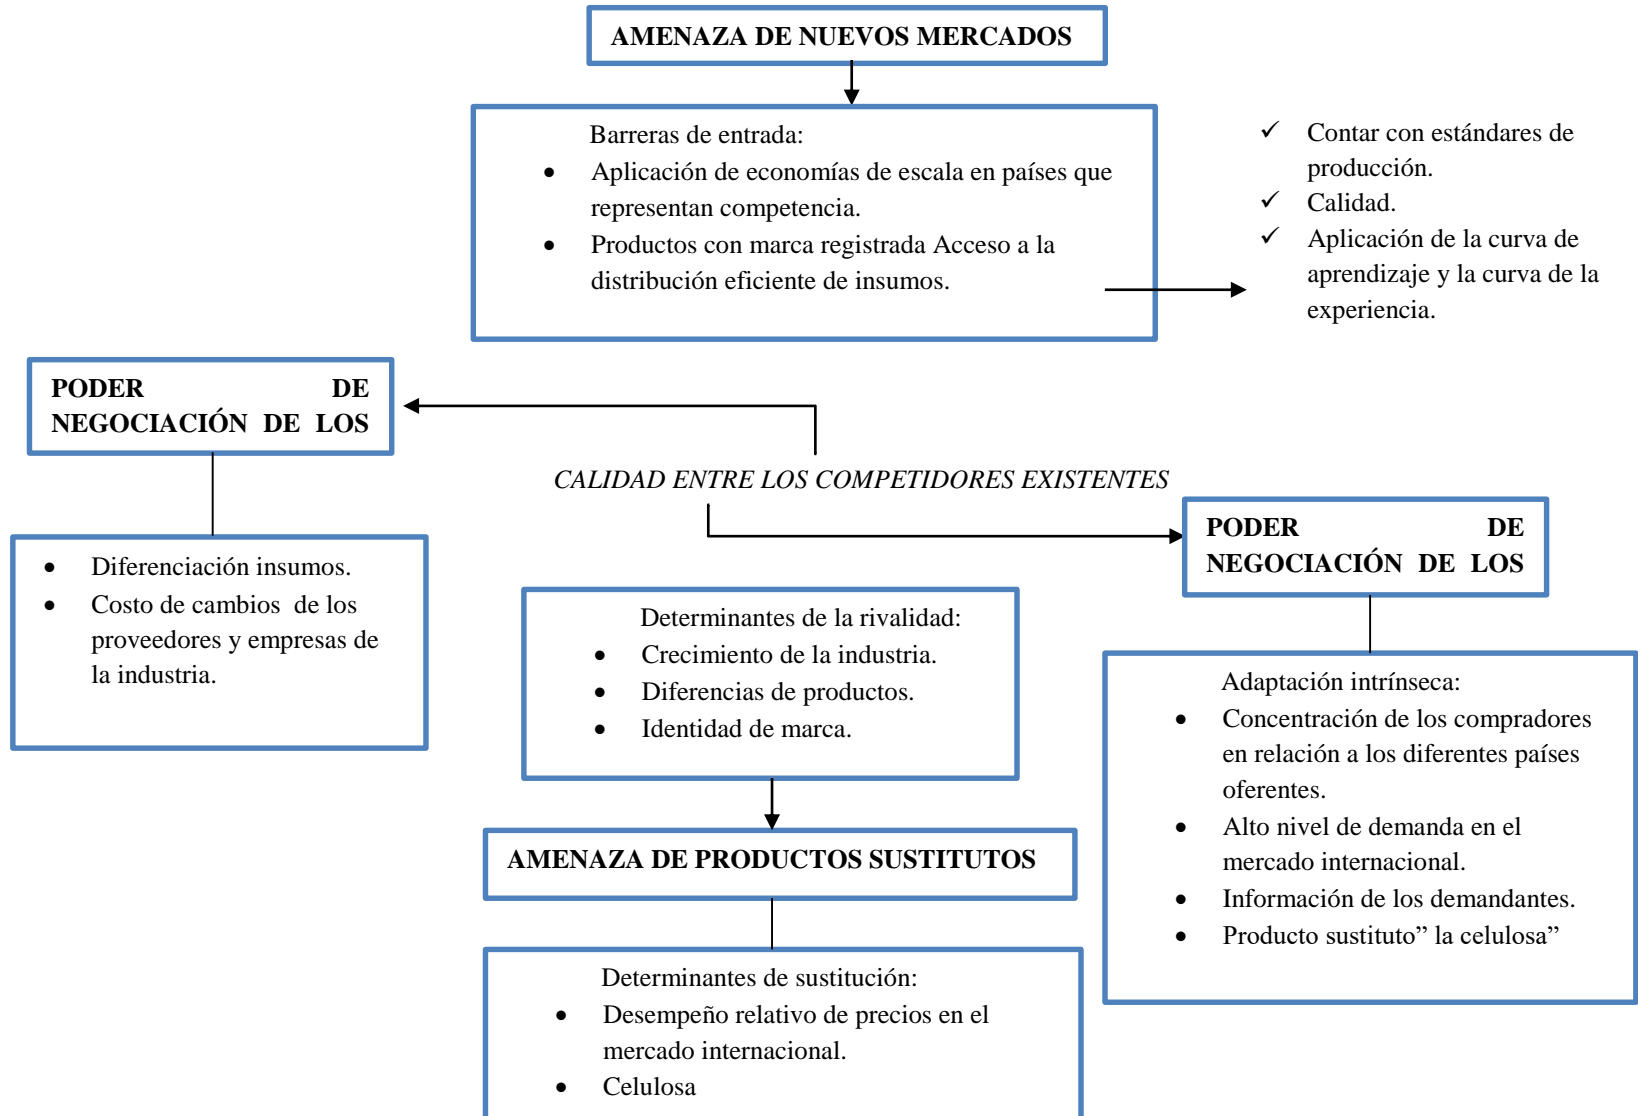 AMENAZA DE NUEVOS MERCADOS
Barreras de entrada:
• Aplicación de economías de escala en países que
representan competencia.
• Productos con marca registrada Acceso a la
distribución eficiente de insumos.
✓ Contar con estándares de
producción.
✓ Calidad.
✓ Aplicación de la curva de
aprendizaje y la curva de la
experiencia.
PODER DE
NEGOCIACIÓN DE LOS
CALIDAD ENTRE LOS COMPETIDORES EXISTENTES
PODER DE
NEGOCIACIÓN DE LOS
• Diferenciación insumos.
• Costo de cambios  de los
proveedores y empresas de
la industria.
Determinantes de la rivalidad:
• Crecimiento de la industria.
• Diferencias de productos.
• Identidad de marca.
Adaptación intrínseca:
• Concentración de los compradores
en relación a los diferentes países
oferentes.
• Alto nivel de demanda en el
mercado internacional.
• Información de los demandantes.
• Producto sustituto” la celulosa”
AMENAZA DE PRODUCTOS SUSTITUTOS
Determinantes de sustitución:
• Desempeño relativo de precios en el
mercado internacional.
• Celulosa